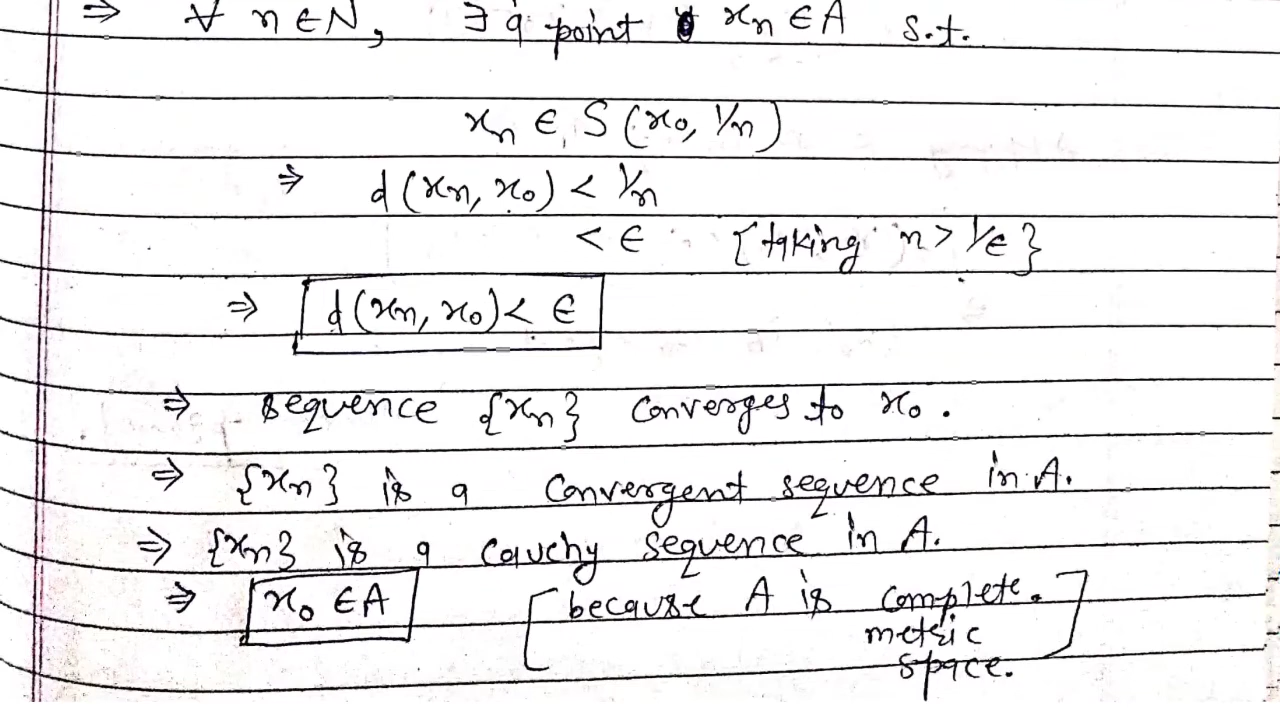 ⇒ ∀ n ∈ N, ∃ a point xn ∈ A s.t.
xn ∈ S (x0, 1/n)
⇒ d (xn, x0) < 1/n
< ε {taking n > 1/ε}
⇒ d (xn, x0) < ε
⇒ sequence {xn} converges to x0.
⇒ {xn} is a convergent sequence in A.
⇒ {xn} is a cauchy sequence in A.
⇒ x0 ∈ A [because A is complete.
metric
space.]